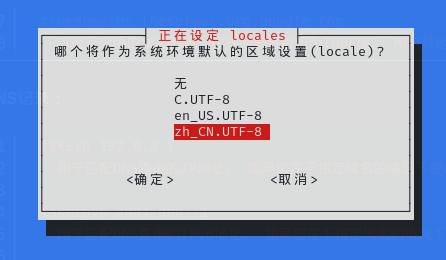 正在设定 locales
哪个将作为系统环境默认的区域设置(locale)?
无
C.UTF-8
en_US.UTF-8
zh_CN.UTF-8
<确定> <取消>